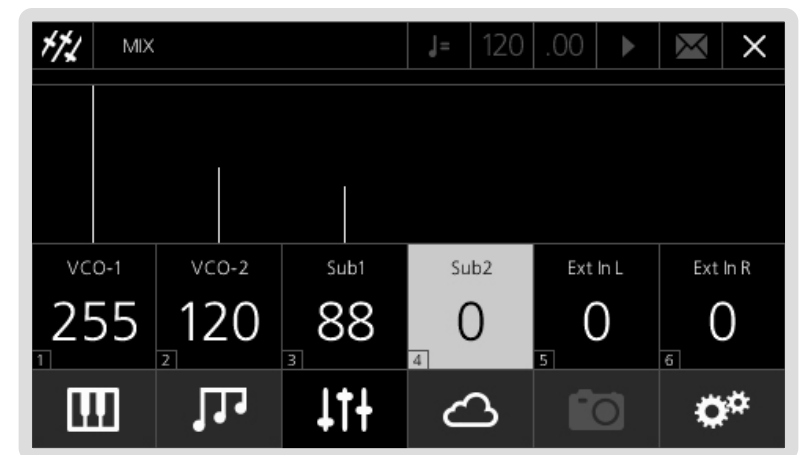 MIX ♩= 120 .00
VCO-1 VCO-2 Sub1 Sub2 Ext In L Ext In R
255 120 88 0 0 0
1 2 3 4 5 6